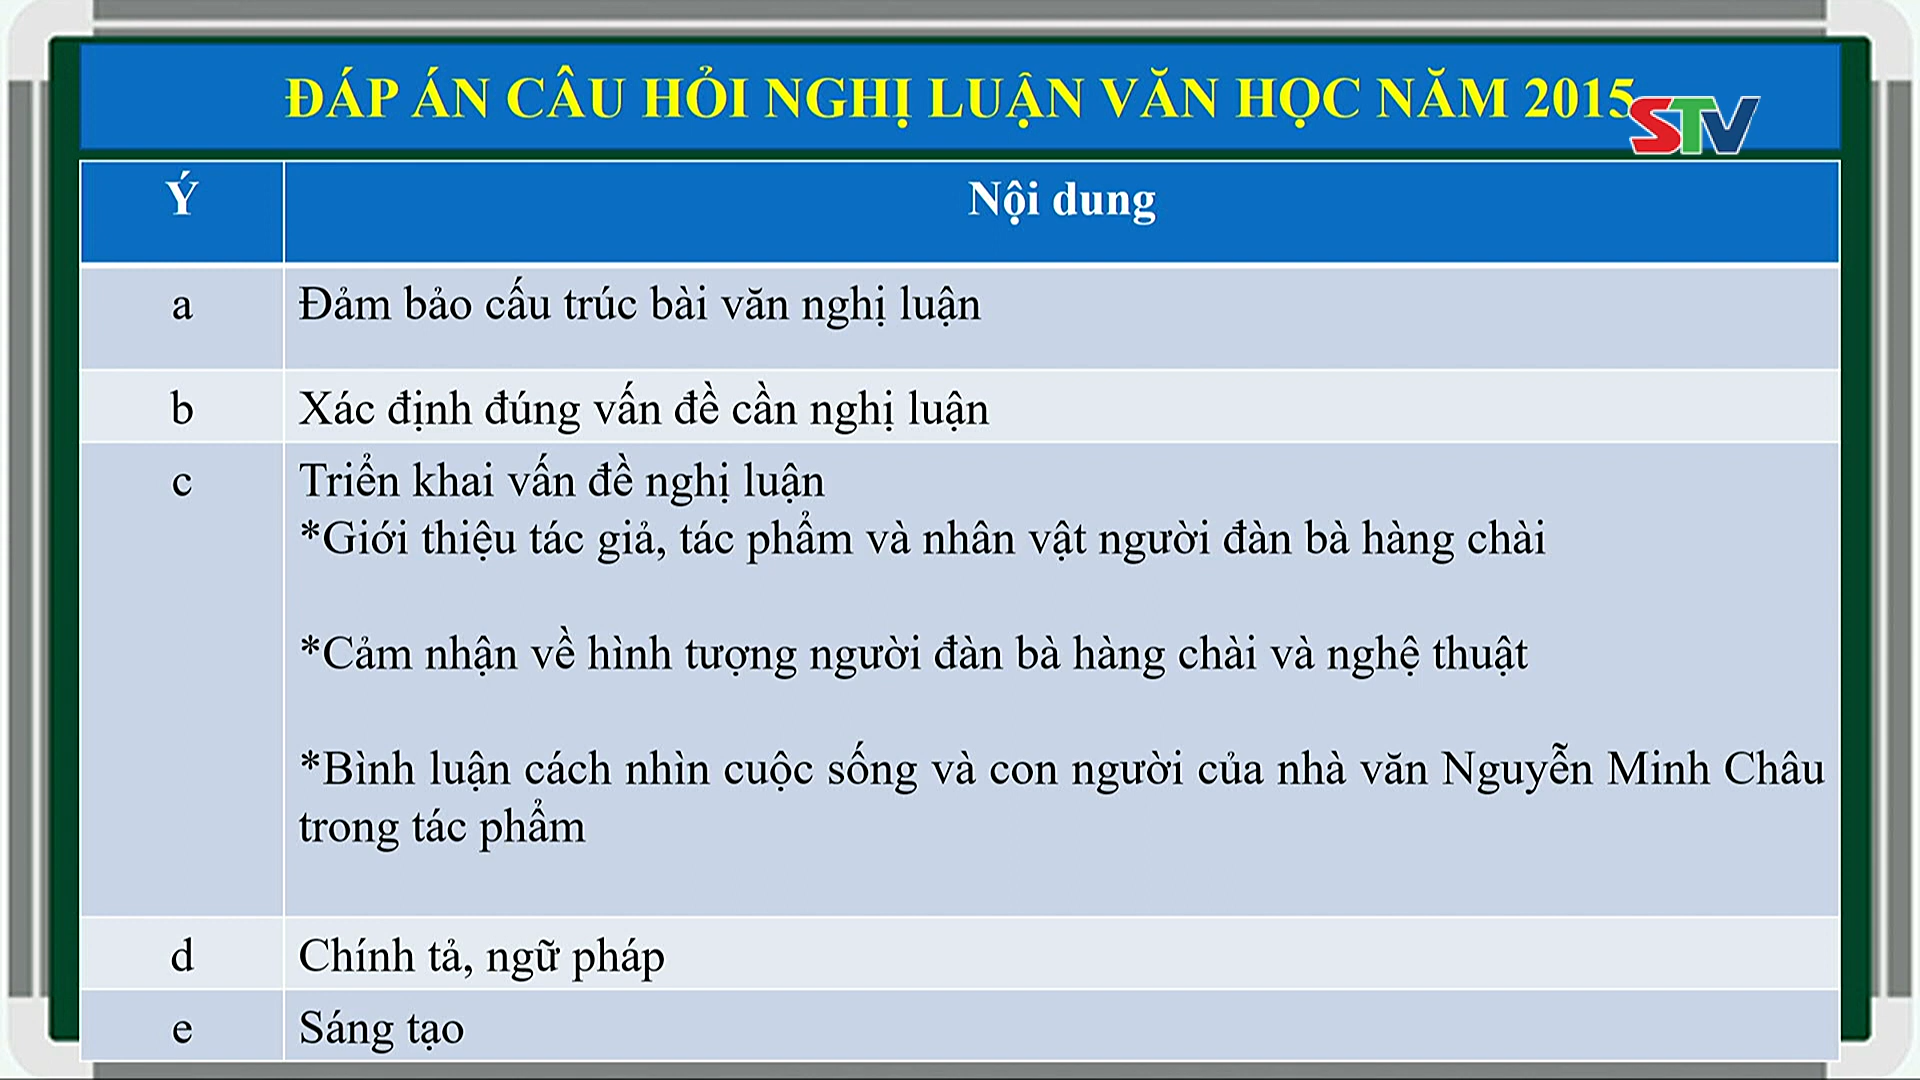 ĐÁP ÁN CÂU HỎI NGHỊ LUẬN VĂN HỌC NĂM 2015
STV
Ý Nội dung
a Đảm bảo cấu trúc bài văn nghị luận
b Xác định đúng vấn đề cần nghị luận
c Triển khai vấn đề nghị luận
*Giới thiệu tác giả, tác phẩm và nhân vật người đàn bà hàng chài
*Cảm nhận về hình tượng người đàn bà hàng chài và nghệ thuật
*Bình luận cách nhìn cuộc sống và con người của nhà văn Nguyễn Minh Châu
trong tác phẩm
d Chính tả, ngữ pháp
e Sáng tạo